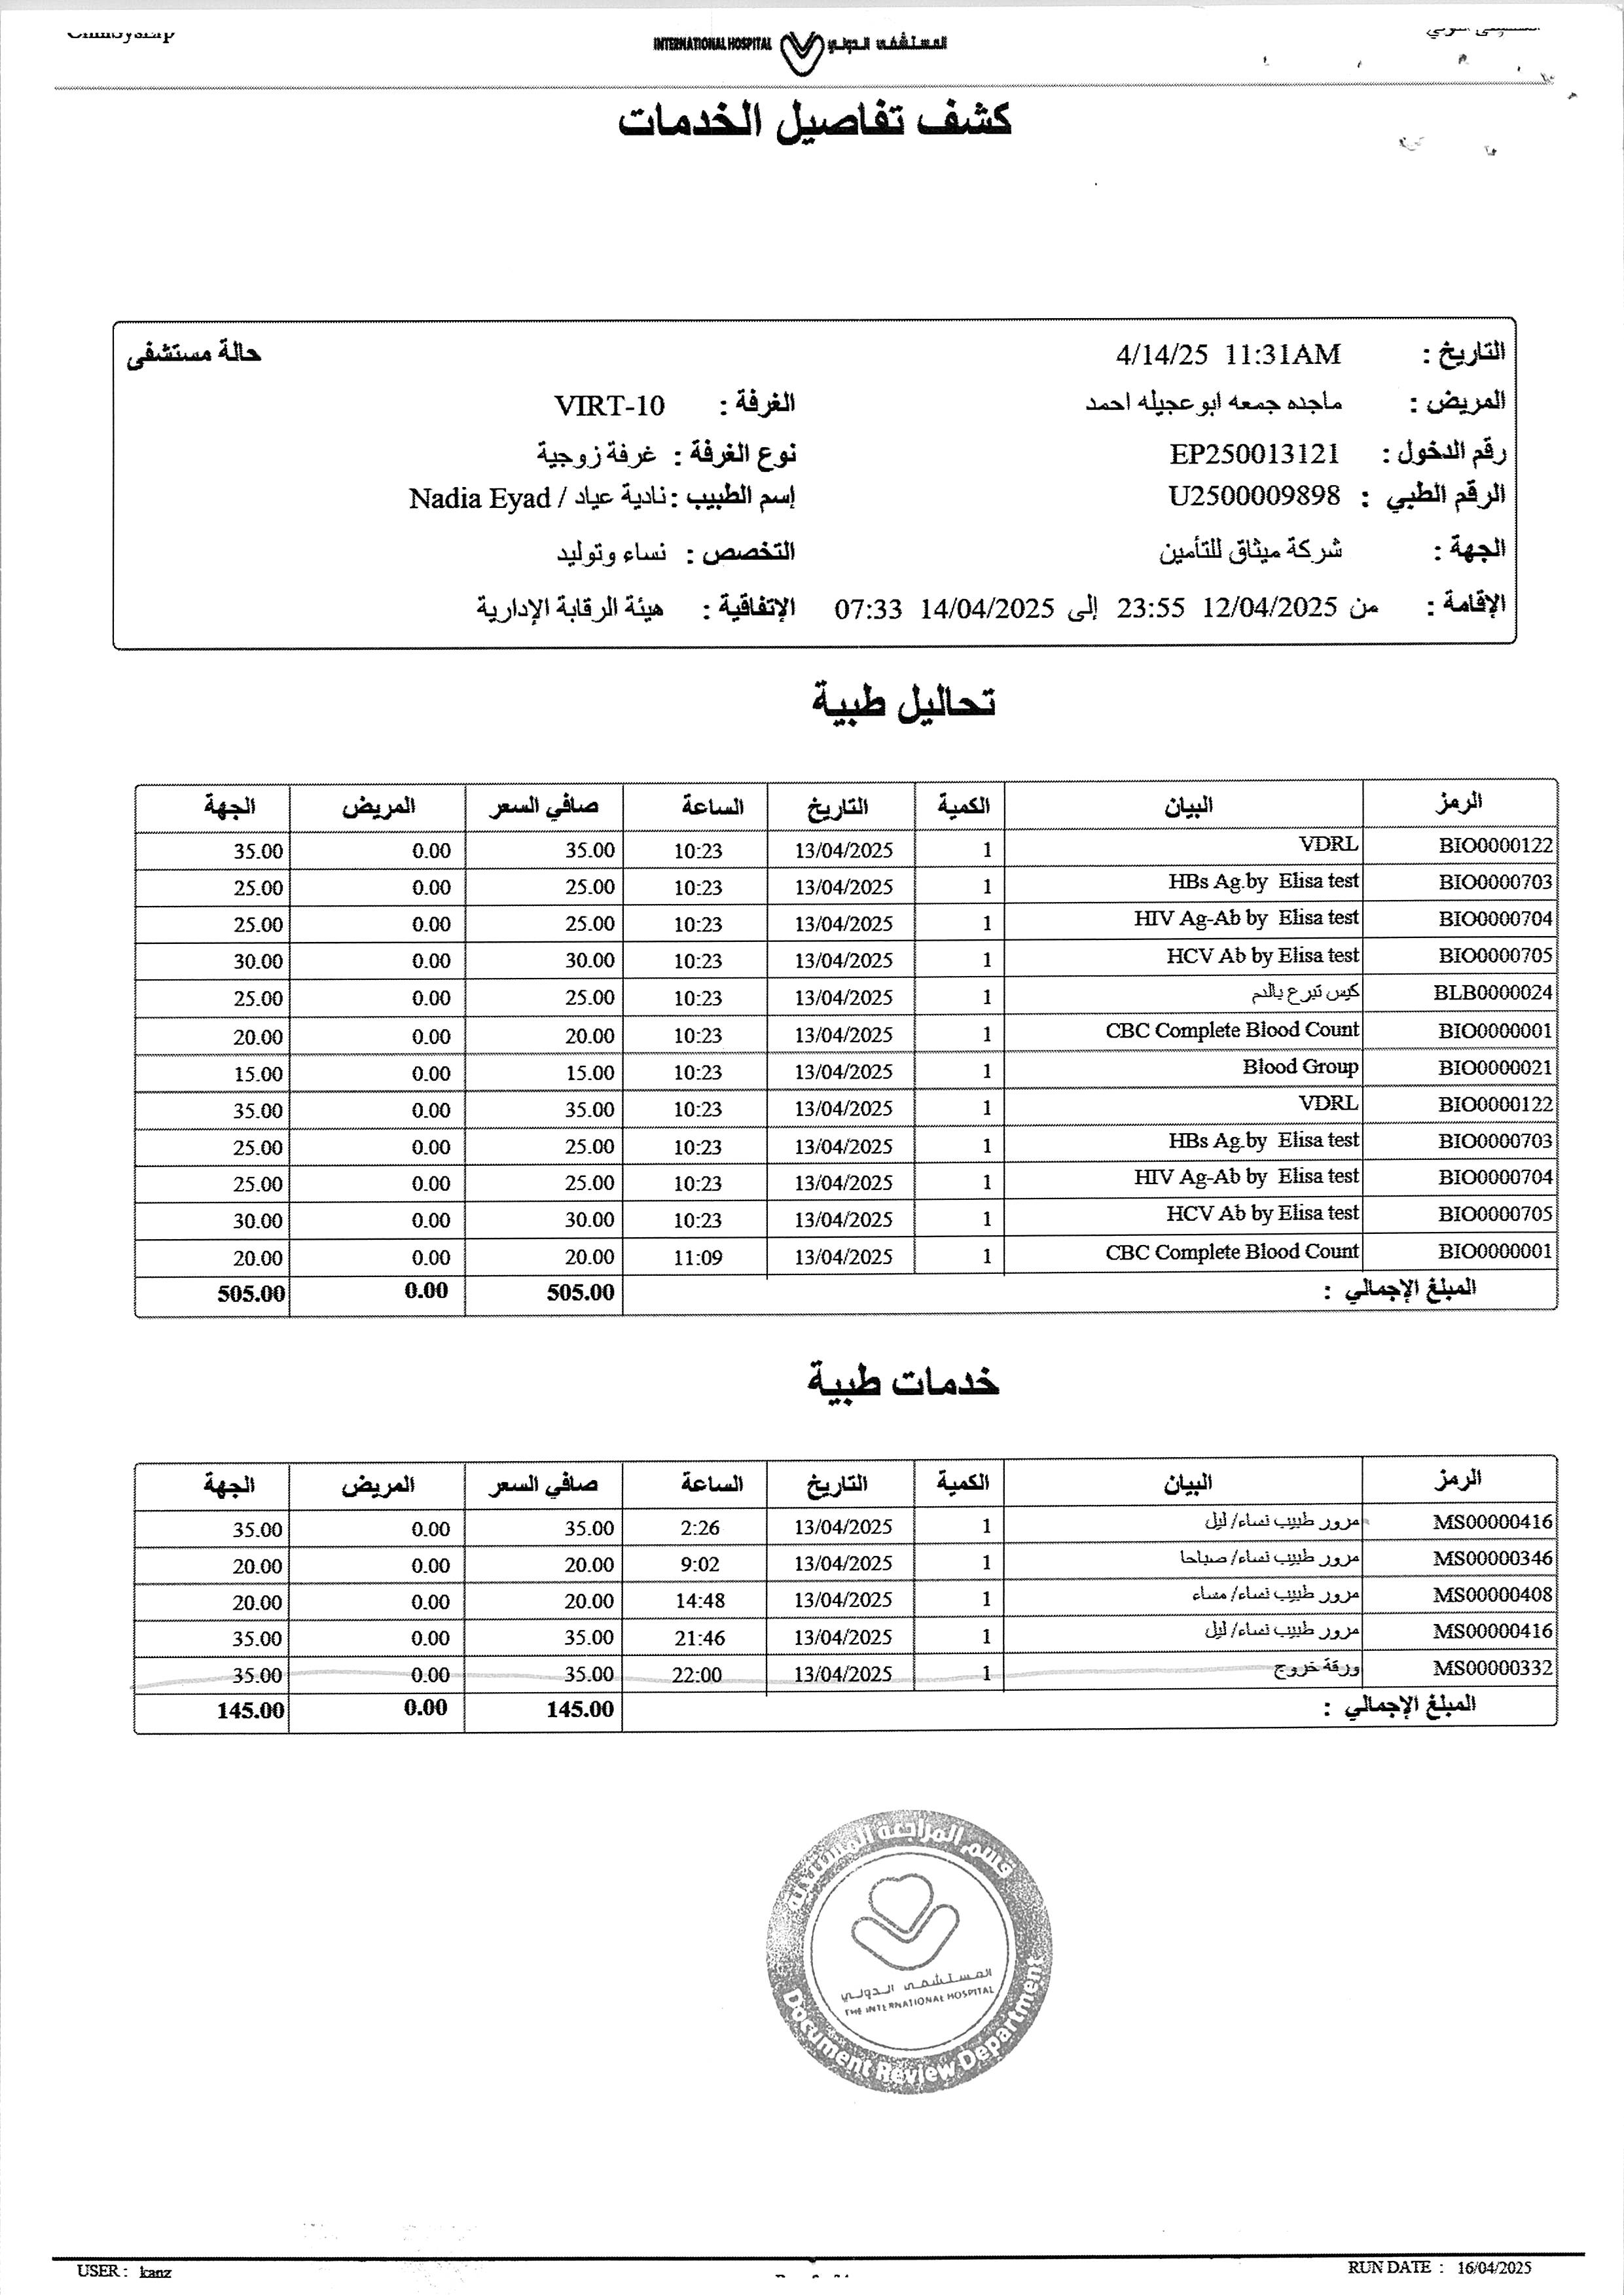 INTERNATIONAL HOSPITAL المستشفى الدولي
كشف تفاصيل الخدمات
التاريخ : 4/14/25 11:31AM حالة مستشفى
المريض : ماجده جمعه ابوعجيله احمد الغرفة : VIRT-10
رقم الدخول : EP250013121 نوع الغرفة : غرفة زوجية
الرقم الطبي : U2500009898 إسم الطبيب : نادية عياد / Nadia Eyad
الجهة : شركة ميثاق للتأمين التخصص : نساء وتوليد
الإقامة : من 12/04/2025 23:55 إلى 14/04/2025 07:33 الإتفاقية : هيئة الرقابة الإدارية
تحاليل طبية
الرمز البيان الكمية التاريخ الساعة صافي السعر المريض الجهة
BIO0000122 VDRL 1 13/04/2025 10:23 35.00 0.00 35.00
BIO0000703 HBs Ag.by Elisa test 1 13/04/2025 10:23 25.00 0.00 25.00
BIO0000704 HIV Ag-Ab by Elisa test 1 13/04/2025 10:23 25.00 0.00 25.00
BIO0000705 HCV Ab by Elisa test 1 13/04/2025 10:23 30.00 0.00 30.00
BLB0000024 كيس تبرع بالدم 1 13/04/2025 10:23 25.00 0.00 25.00
BIO0000001 CBC Complete Blood Count 1 13/04/2025 10:23 20.00 0.00 20.00
BIO0000021 Blood Group 1 13/04/2025 10:23 15.00 0.00 15.00
BIO0000122 VDRL 1 13/04/2025 10:23 35.00 0.00 35.00
BIO0000703 HBs Ag.by Elisa test 1 13/04/2025 10:23 25.00 0.00 25.00
BIO0000704 HIV Ag-Ab by Elisa test 1 13/04/2025 10:23 25.00 0.00 25.00
BIO0000705 HCV Ab by Elisa test 1 13/04/2025 10:23 30.00 0.00 30.00
BIO0000001 CBC Complete Blood Count 1 13/04/2025 11:09 20.00 0.00 20.00
المبلغ الإجمالي : 505.00 0.00 505.00
خدمات طبية
الرمز البيان الكمية التاريخ الساعة صافي السعر المريض الجهة
MS00000416 مرور طبيب نساء/ ليل 1 13/04/2025 2:26 35.00 0.00 35.00
MS00000346 مرور طبيب نساء/ صباحا 1 13/04/2025 9:02 20.00 0.00 20.00
MS00000408 مرور طبيب نساء/ مساء 1 13/04/2025 14:48 20.00 0.00 20.00
MS00000416 مرور طبيب نساء/ ليل 1 13/04/2025 21:46 35.00 0.00 35.00
MS00000332 ورقة خروج 1 13/04/2025 22:00 35.00 0.00 35.00
المبلغ الإجمالي : 145.00 0.00 145.00
قسم المراجعة المستندية
المستشفى الدولي
THE INTERNATIONAL HOSPITAL
Document Review Department
USER : kanz RUN DATE : 16/04/2025